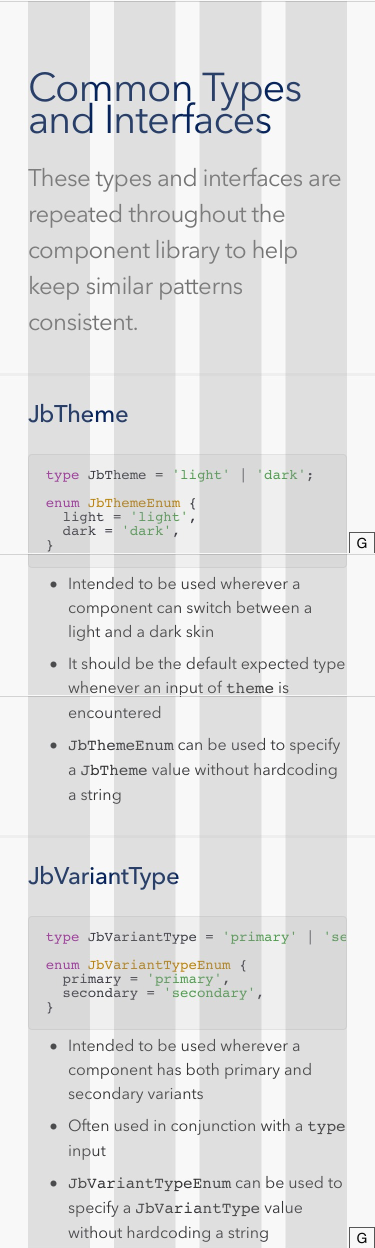 Common Types
and Interfaces
These types and interfaces are
repeated throughout the
component library to help
keep similar patterns
consistent.
JbTheme
type JbTheme = 'light' | 'dark';
enum JbThemeEnum {
light = 'light',
dark = 'dark',
}
G
• Intended to be used wherever a
component can switch between a
light and a dark skin
• It should be the default expected type
whenever an input of theme is
encountered
• JbThemeEnum can be used to specify
a JbTheme value without hardcoding
a string
JbVariantType
type JbVariantType = 'primary' | 'se
enum JbVariantTypeEnum {
primary = 'primary',
secondary = 'secondary',
}
• Intended to be used wherever a
component has both primary and
secondary variants
• Often used in conjunction with a type
input
• JbVariantTypeEnum can be used to
specify a JbVariantType value
without hardcoding a string
G